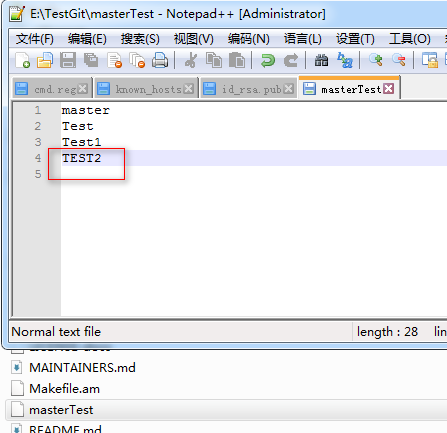 E:\TestGit\masterTest - Notepad++ [Administrator]
文件(F) 编辑(E) 搜索(S) 视图(V) 编码(M) 语言(L) 设置(T) 工具(O)
cmd.reg known_hosts id_rsa.pub masterTest
1 master
2 Test
3 Test1
4 TEST2
5
Normal text file length : 28 lin
MAINTAINERS.md
Makefile.am
masterTest
README.md